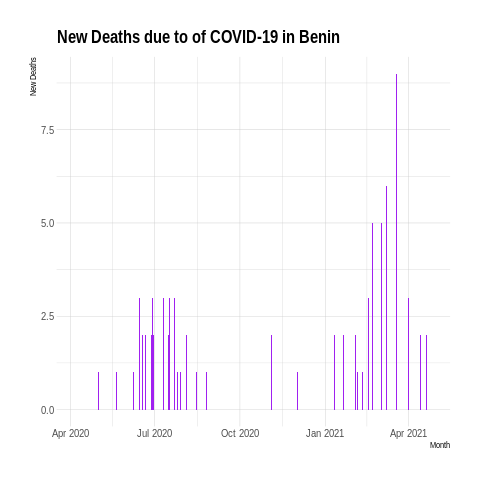 New Deaths due to of COVID-19 in Benin
New Deaths
7.5
5.0
2.5
0.0
Apr 2020 Jul 2020 Oct 2020 Jan 2021 Apr 2021
Month